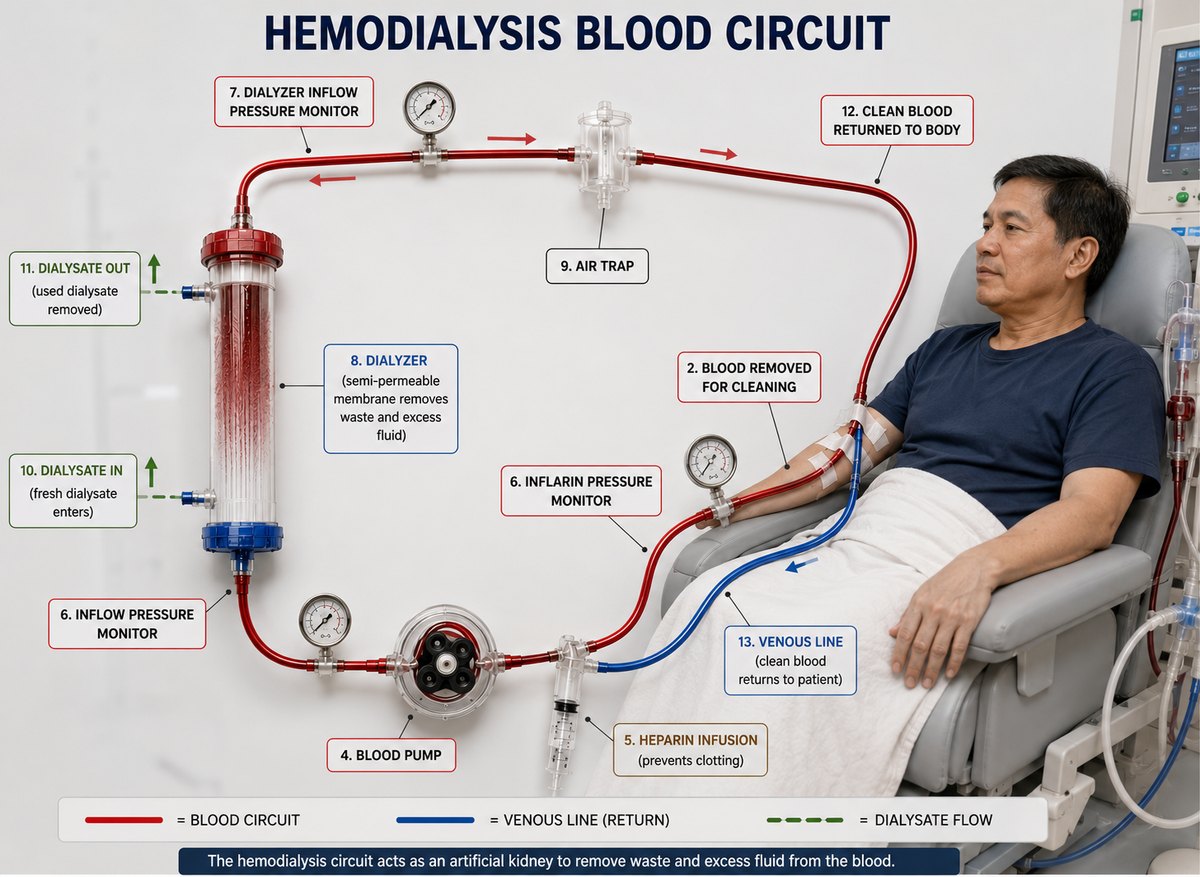 HEMODIALYSIS BLOOD CIRCUIT
7. DIALYZER INFLOW
PRESSURE MONITOR
12. CLEAN BLOOD
RETURNED TO BODY
9. AIR TRAP
11. DIALYSATE OUT
(used dialysate
removed)
8. DIALYZER
(semi-permeable
membrane removes
waste and excess
fluid)
2. BLOOD REMOVED
FOR CLEANING
10. DIALYSATE IN
(fresh dialysate
enters)
6. INFLARIN PRESSURE
MONITOR
6. INFLOW PRESSURE
MONITOR
13. VENOUS LINE
(clean blood
returns to patient)
4. BLOOD PUMP
5. HEPARIN INFUSION
(prevents clotting)
= BLOOD CIRCUIT
= VENOUS LINE (RETURN)
= DIALYSATE FLOW
The hemodialysis circuit acts as an artificial kidney to remove waste and excess fluid from the blood.